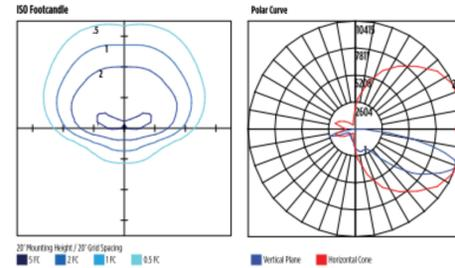 ISO Footcandle
.5
1
2
20' Mounting Height / 20' Grid Spacing
5 FC
2 FC
1 FC
0.5 FC
Polar Curve
10415
7811
5208
2604
Vertical Plane
Horizontal Cone